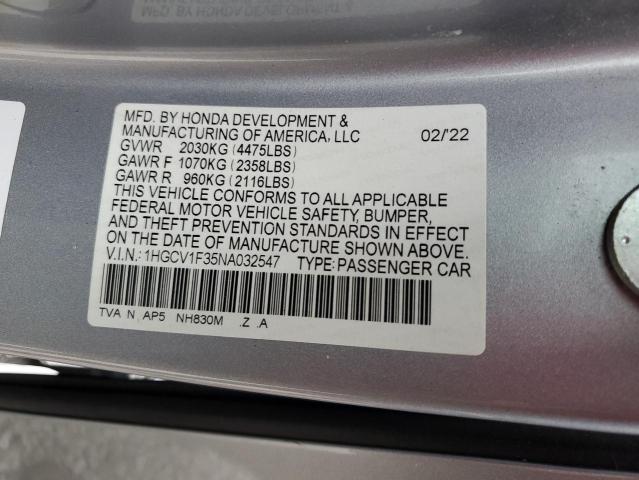 MFD. BY HONDA DEVELOPMENT &
MANUFACTURING OF AMERICA, LLC 02/'22
GVWR 2030KG (4475LBS)
GAWR F 1070KG (2358LBS)
GAWR R 960KG (2116LBS)
THIS VEHICLE CONFORMS TO ALL APPLICABLE
FEDERAL MOTOR VEHICLE SAFETY, BUMPER,
AND THEFT PREVENTION STANDARDS IN EFFECT
ON THE DATE OF MANUFACTURE SHOWN ABOVE.
V.I.N.: 1HGCV1F35NA032547 TYPE: PASSENGER CAR
TVA N AP5 NH830M .Z .A